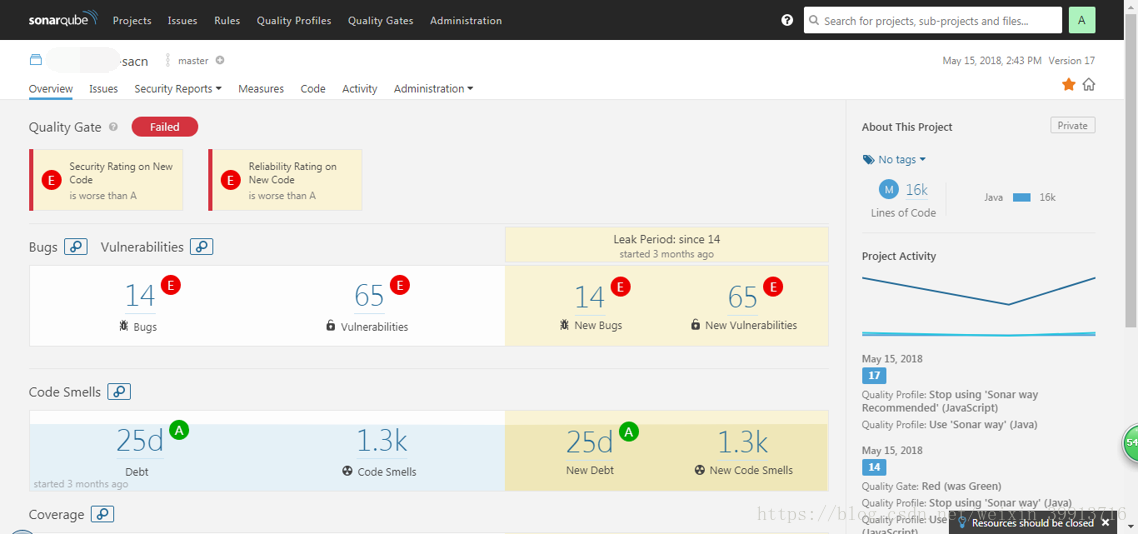 sonarqube Projects Issues Rules Quality Profiles Quality Gates Administration Search for projects, sub-projects and files... A
-sacn master May 15, 2018, 2:43 PM Version 17
Overview Issues Security Reports Measures Code Activity Administration
Quality Gate Failed
E Security Rating on New Code
is worse than A
E Reliability Rating on New Code
is worse than A
Leak Period: since 14
started 3 months ago
Bugs Vulnerabilities
14 E
Bugs
65 E
Vulnerabilities
14 E
New Bugs
65 E
New Vulnerabilities
Code Smells
25d A
Debt
1.3k
Code Smells
started 3 months ago
25d A
New Debt
1.3k
New Code Smells
Coverage
About This Project Private
No tags
M 16k
Lines of Code
Java 16k
Project Activity
May 15, 2018
17
Quality Profile: Stop using 'Sonar way
Recommended' (JavaScript)
Quality Profile: Use 'Sonar way' (Java)
May 15, 2018
14
Quality Gate: Red (was Green)
Quality Profile: Stop using 'Sonar way' (Java)
Quality Profile: Use
(JavaScript)
Resources should be closed
54
https://blog.csdn.net/weixin_39913716